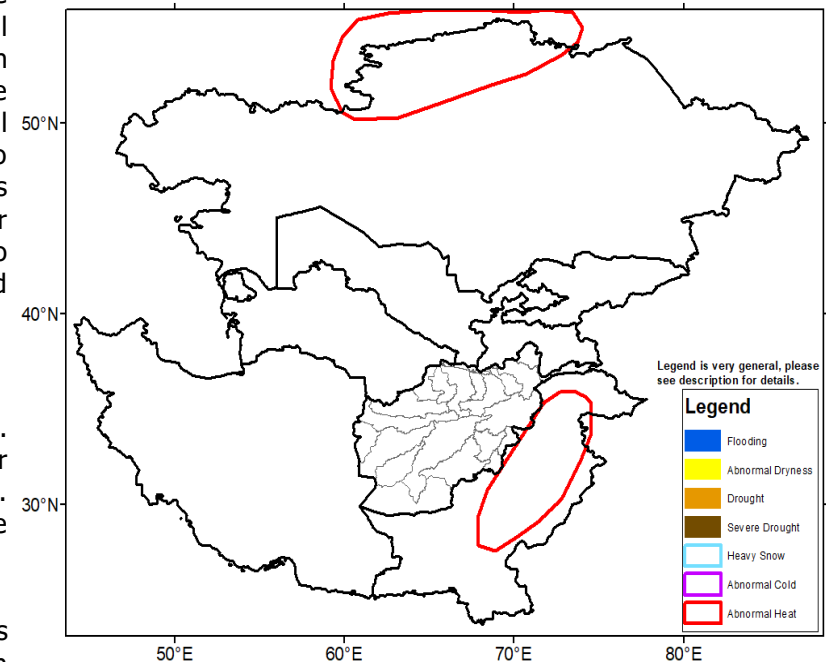 50°N
40°N
30°N
50°E
60°E
70°E
80°E
Legend is very general, please
see description for details.
Legend
Flooding
Abnormal Dryness
Drought
Severe Drought
Heavy Snow
Abnormal Cold
Abnormal Heat